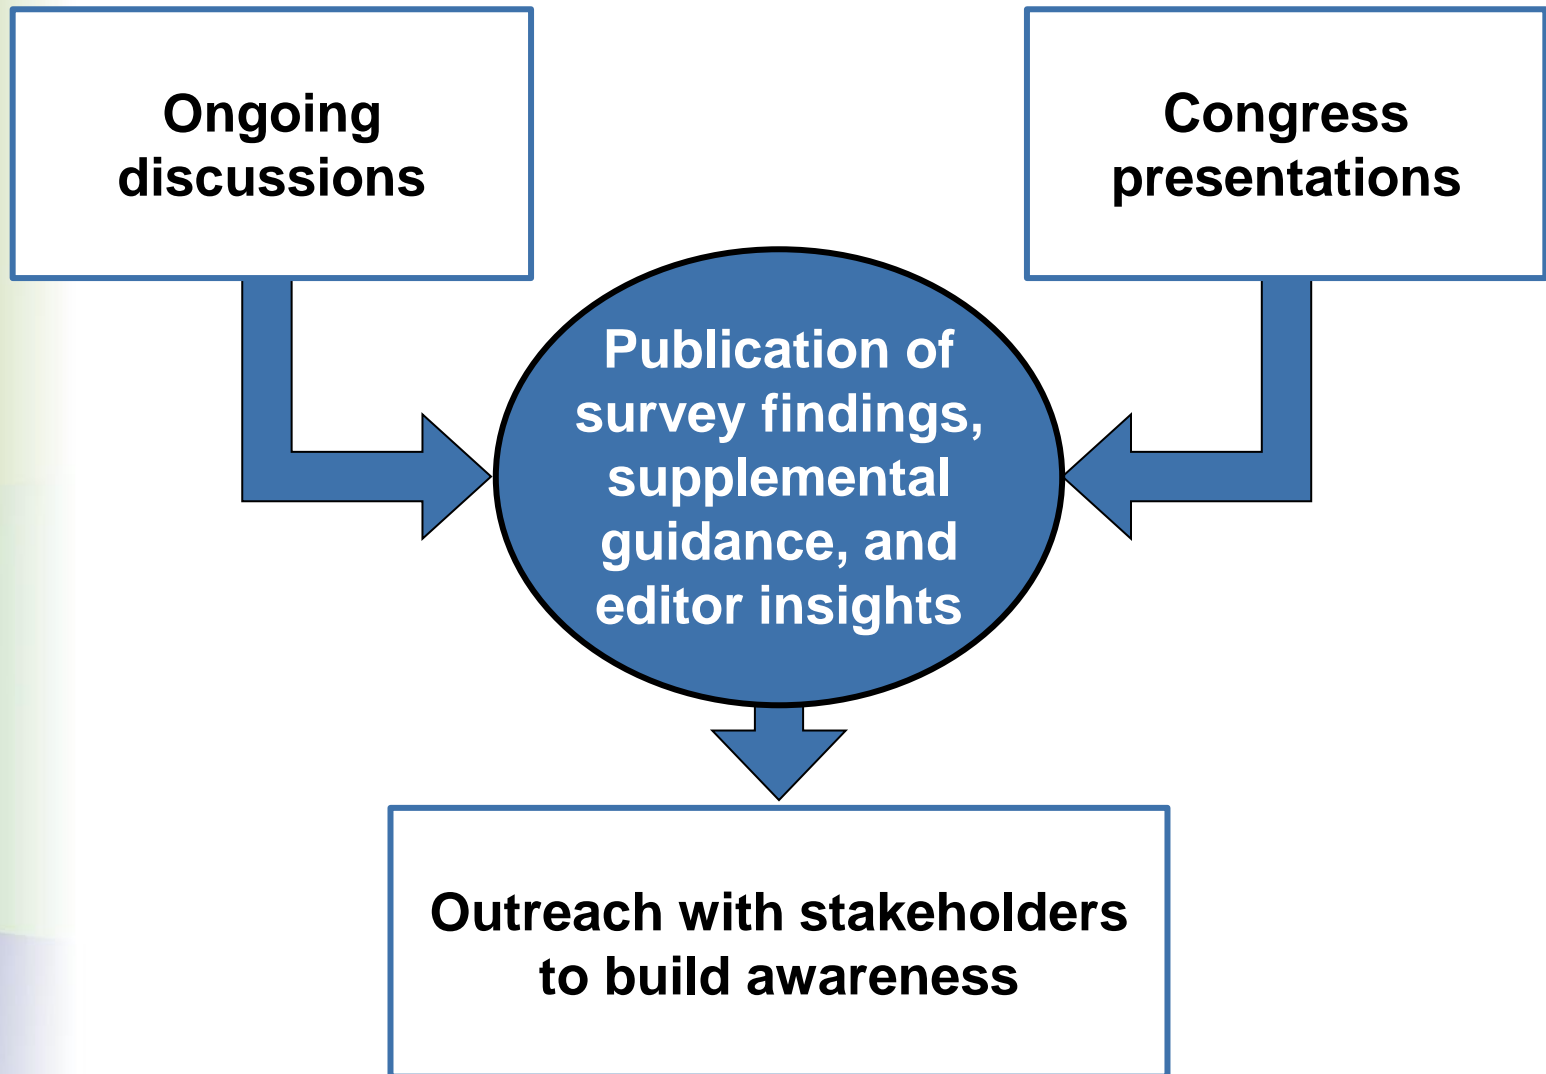 Ongoing
discussions
Congress
presentations
Publication of
survey findings,
supplemental
guidance, and
editor insights
Outreach with stakeholders
to build awareness